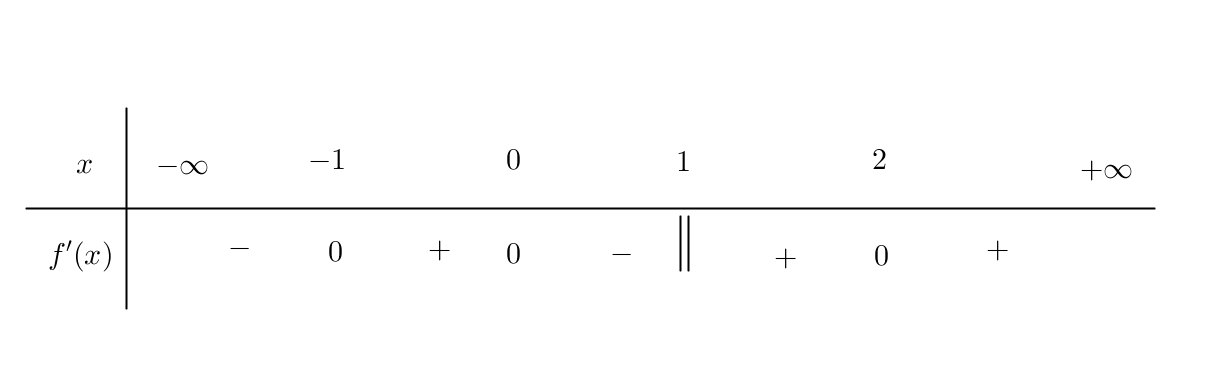 x −∞ −1 0 1 2 +∞
f′(x) − 0 + 0 − || + 0 +